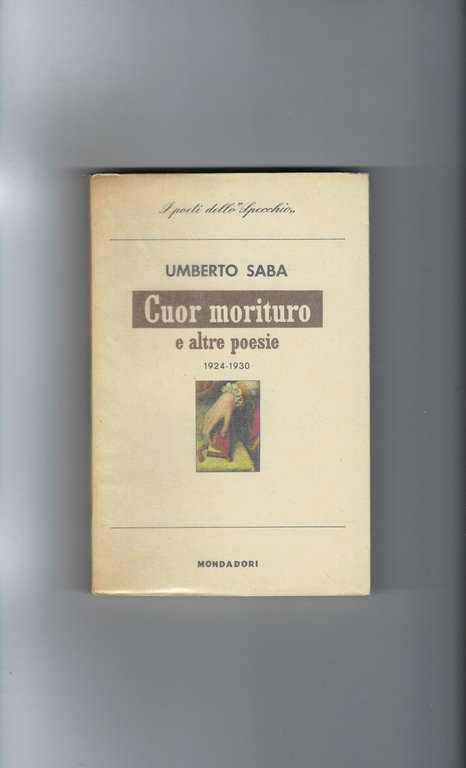 I poeti dello "Specchio„
UMBERTO SABA
Cuor morituro
e altre poesie
1924-1930
MONDADORI